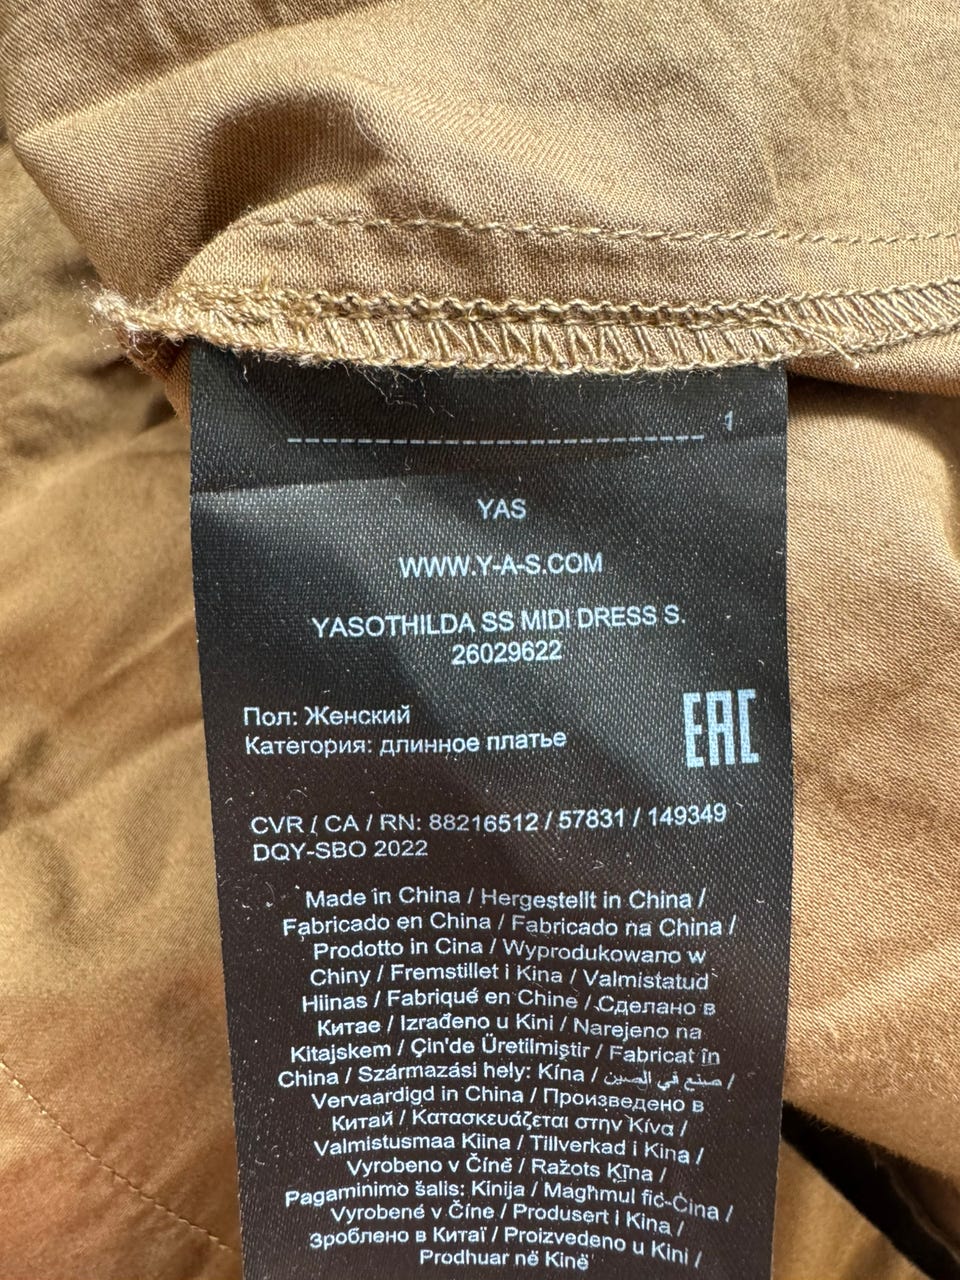 1
YAS
WWW.Y-A-S.COM
YASOTHILDA SS MIDI DRESS S.
26029622
Пол: Женский
Категория: длинное платье
EAC
CVR / CA / RN: 88216512 / 57831 / 149349
DQY-SBO 2022
Made in China / Hergestellt in China /
Fabricado en China / Fabricado na China /
Prodotto in Cina / Wyprodukowano w
Chiny / Fremstillet i Kina / Valmistatud
Hiinas / Fabriqué en Chine / Сделано в
Китае / Izrađeno u Kini / Narejeno na
Kitajskem / Çin'de Üretilmiştir / Fabricat în
China / Származási hely: Kína / صنع في الصين /
Vervaardigd in China / Произведено в
Китай / Κατασκευάζεται στην Κίνα /
Valmistusmaa Kiina / Tillverkad i Kina /
Vyrobeno v Číně / Ražots Ķīna /
Pagaminimo šalis: Kinija / Magħmul fiċ-Ċina /
Vyrobené v Číne / Produsert i Kina /
зроблено в Китаї / Proizvedeno u Kini /
Prodhuar në Kinë